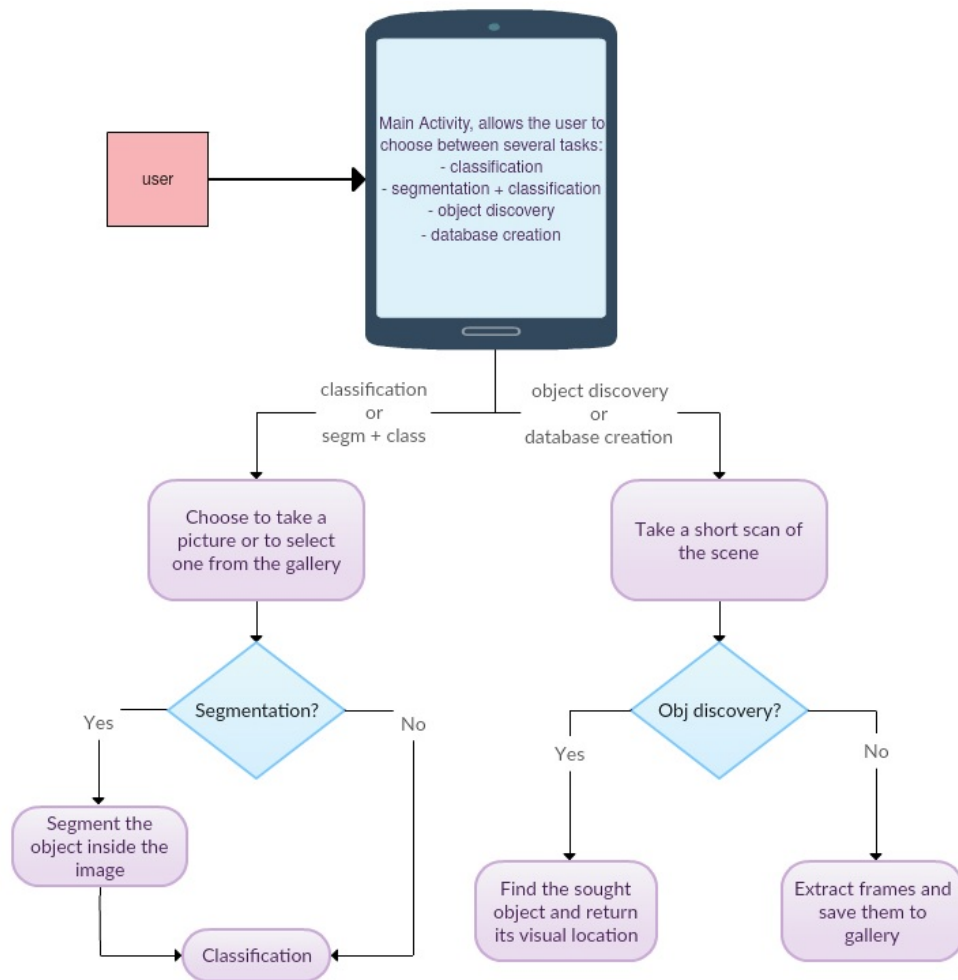 Main Activity, allows the user to
choose between several tasks:
- classification
- segmentation + classification
- object discovery
- database creation
user
classification
or
segm + class
object discovery
or
database creation
Choose to take a
picture or to select
one from the gallery
Take a short scan of
the scene
Segmentation?
Yes
No
Obj discovery?
Yes
No
Segment the
object inside the
image
Classification
Find the sought
object and return
its visual location
Extract frames and
save them to
gallery